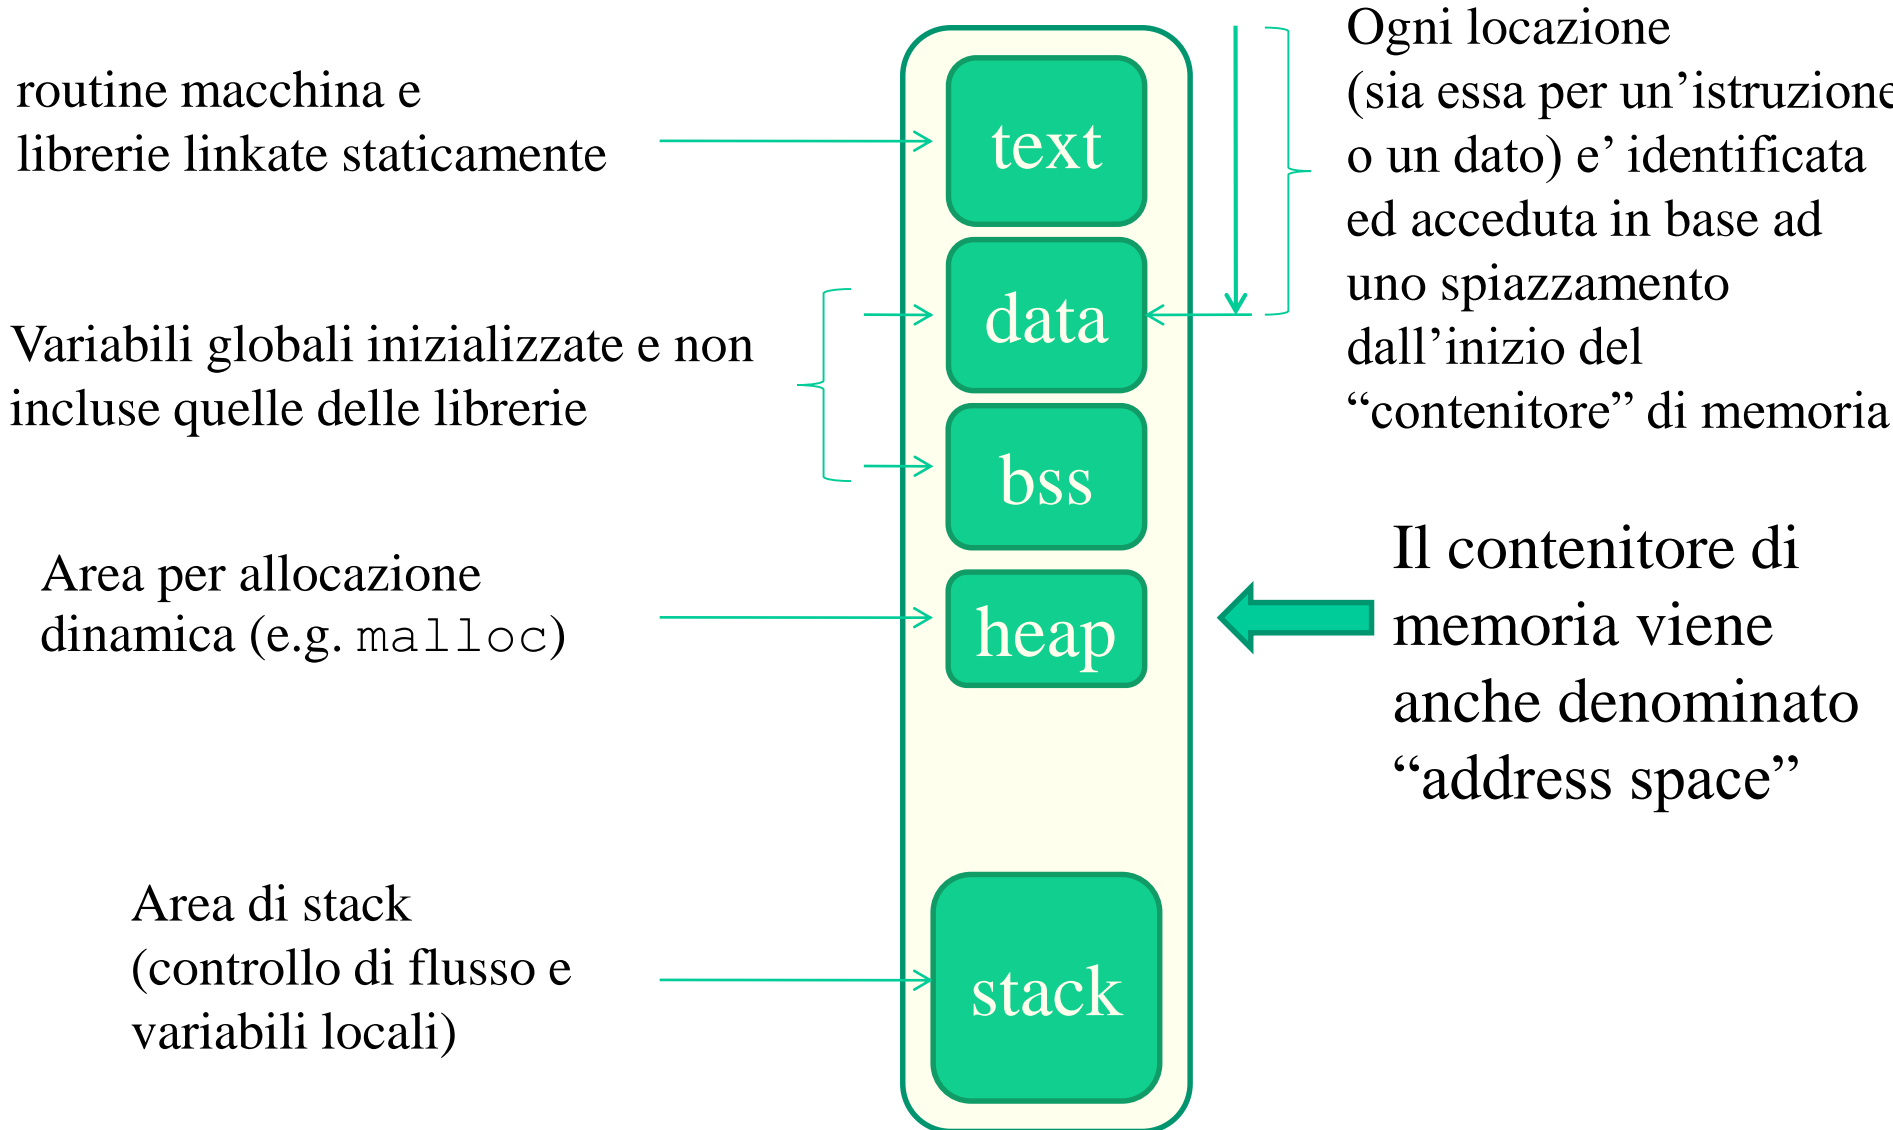 routine macchina e
librerie linkate staticamente
Variabili globali inizializzate e non
incluse quelle delle librerie
Area per allocazione
dinamica (e.g. malloc)
Area di stack
(controllo di flusso e
variabili locali)
text
data
bss
heap
stack
Ogni locazione
(sia essa per un’istruzione
o un dato) e’ identificata
ed acceduta in base ad
uno spiazzamento
dall’inizio del
“contenitore” di memoria
Il contenitore di
memoria viene
anche denominato
“address space”